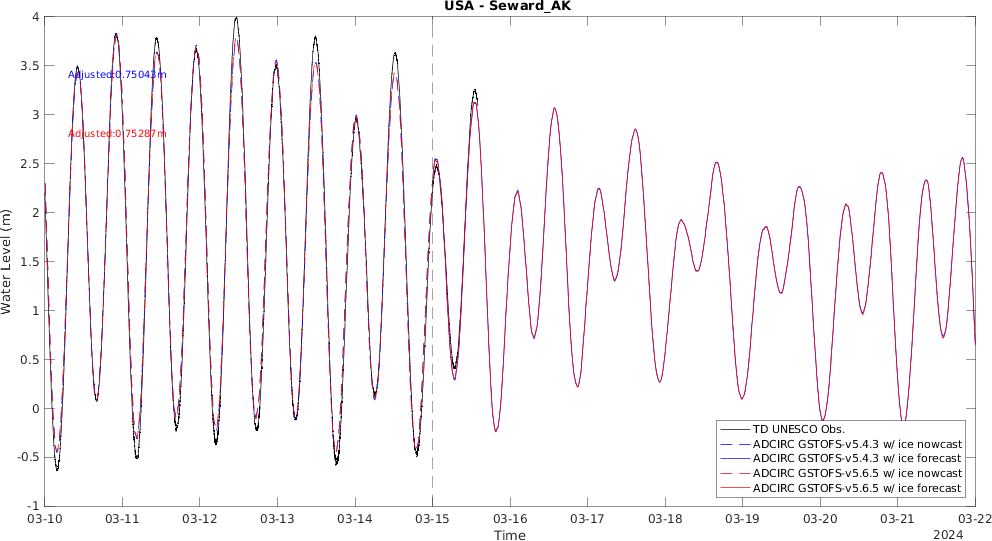 USA - Seward_AK
4
3.5
3
2.5
2
1.5
1
0.5
0
-0.5
-1
Water Level (m)
Adjusted:0.75043m
Adjusted:0.75287m
TD UNESCO Obs.
ADCIRC GSTOFS-v5.4.3 w/ ice nowcast
ADCIRC GSTOFS-v5.4.3 w/ ice forecast
ADCIRC GSTOFS-v5.6.5 w/ ice nowcast
ADCIRC GSTOFS-v5.6.5 w/ ice forecast
03-10 03-11 03-12 03-13 03-14 03-15 03-16 03-17 03-18 03-19 03-20 03-21 03-22
Time
2024